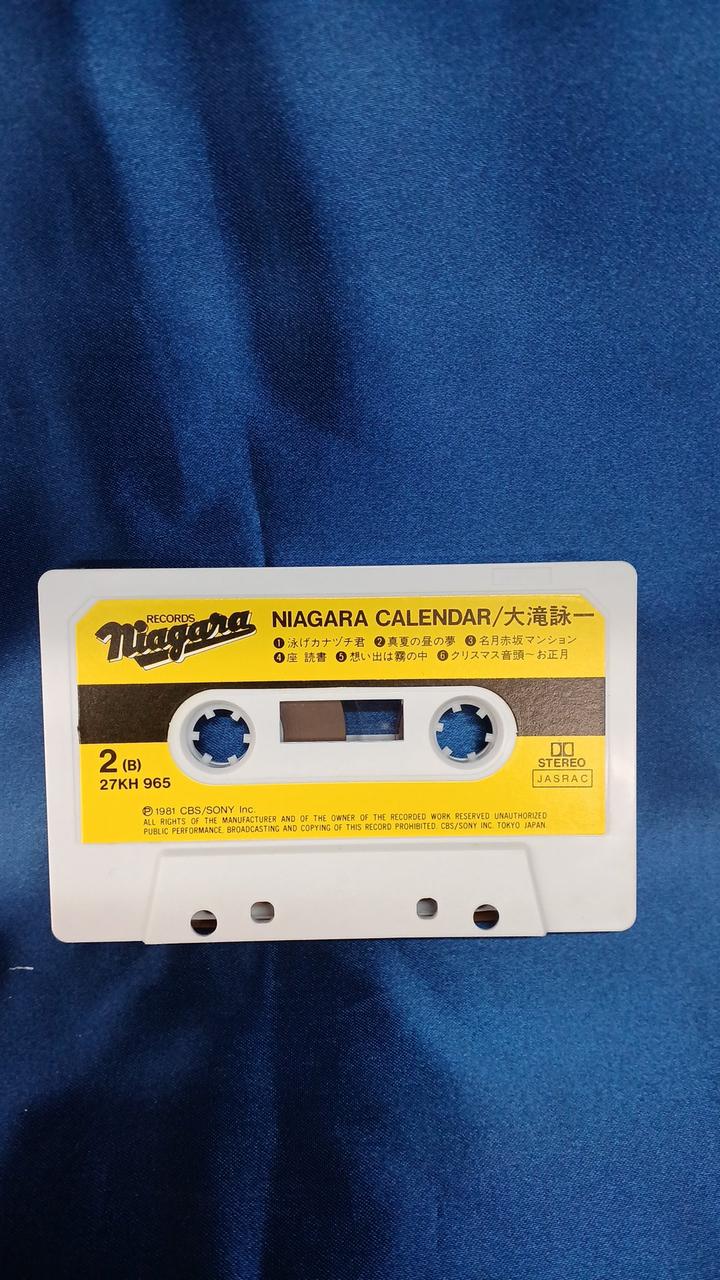 RECORDS
Niagara
NIAGARA CALENDAR/大滝詠一
❶泳げカナヅチ君 ❷真夏の昼の夢 ❸名月赤坂マンション
❹座 読書 ❺想い出は霧の中 ❻クリスマス音頭〜お正月
2 (B)
27KH 965
STEREO
JASRAC
Ⓟ1981 CBS/SONY Inc.
ALL RIGHTS OF THE MANUFACTURER AND OF THE OWNER OF THE RECORDED WORK RESERVED UNAUTHORIZED
PUBLIC PERFORMANCE, BROADCASTING AND COPYING OF THIS RECORD PROHIBITED. CBS/SONY INC. TOKYO JAPAN.